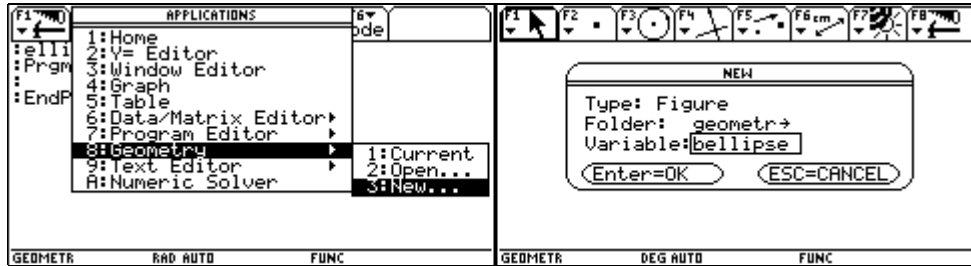 F1 APPLICATIONS F6
ode
:elli
:Prgm
:
:EndP
1:Home
2:Y= Editor
3:Window Editor
4:Graph
5:Table
6:Data/Matrix Editor
7:Program Editor
8:Geometry
9:Text Editor
A:Numeric Solver
1:Current
2:Open...
3:New...
GEOMETR RAD AUTO FUNC
F1 F2 F3 F4 F5 F6 cm F7 F8
NEW
Type: Figure
Folder: geometr→
Variable: bellipse
Enter=OK ESC=CANCEL
GEOMETR DEG AUTO FUNC